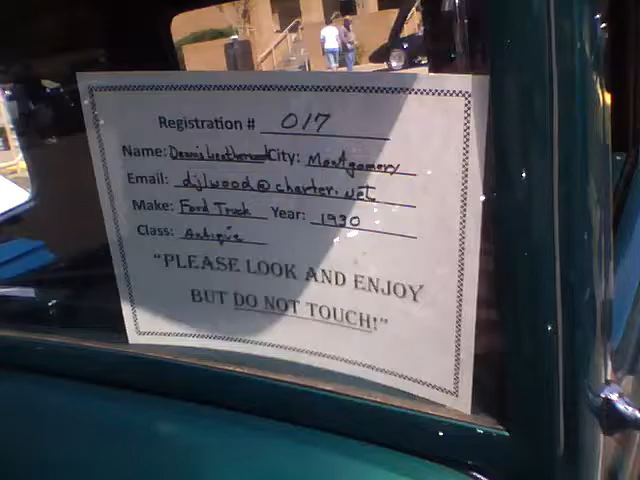 Registration # 017
Name: Dennis Leatherwood City: Montgomery
Email: djlwood@charter.net
Make: Ford Truck Year: 1930
Class: Antique
"PLEASE LOOK AND ENJOY
BUT DO NOT TOUCH!"